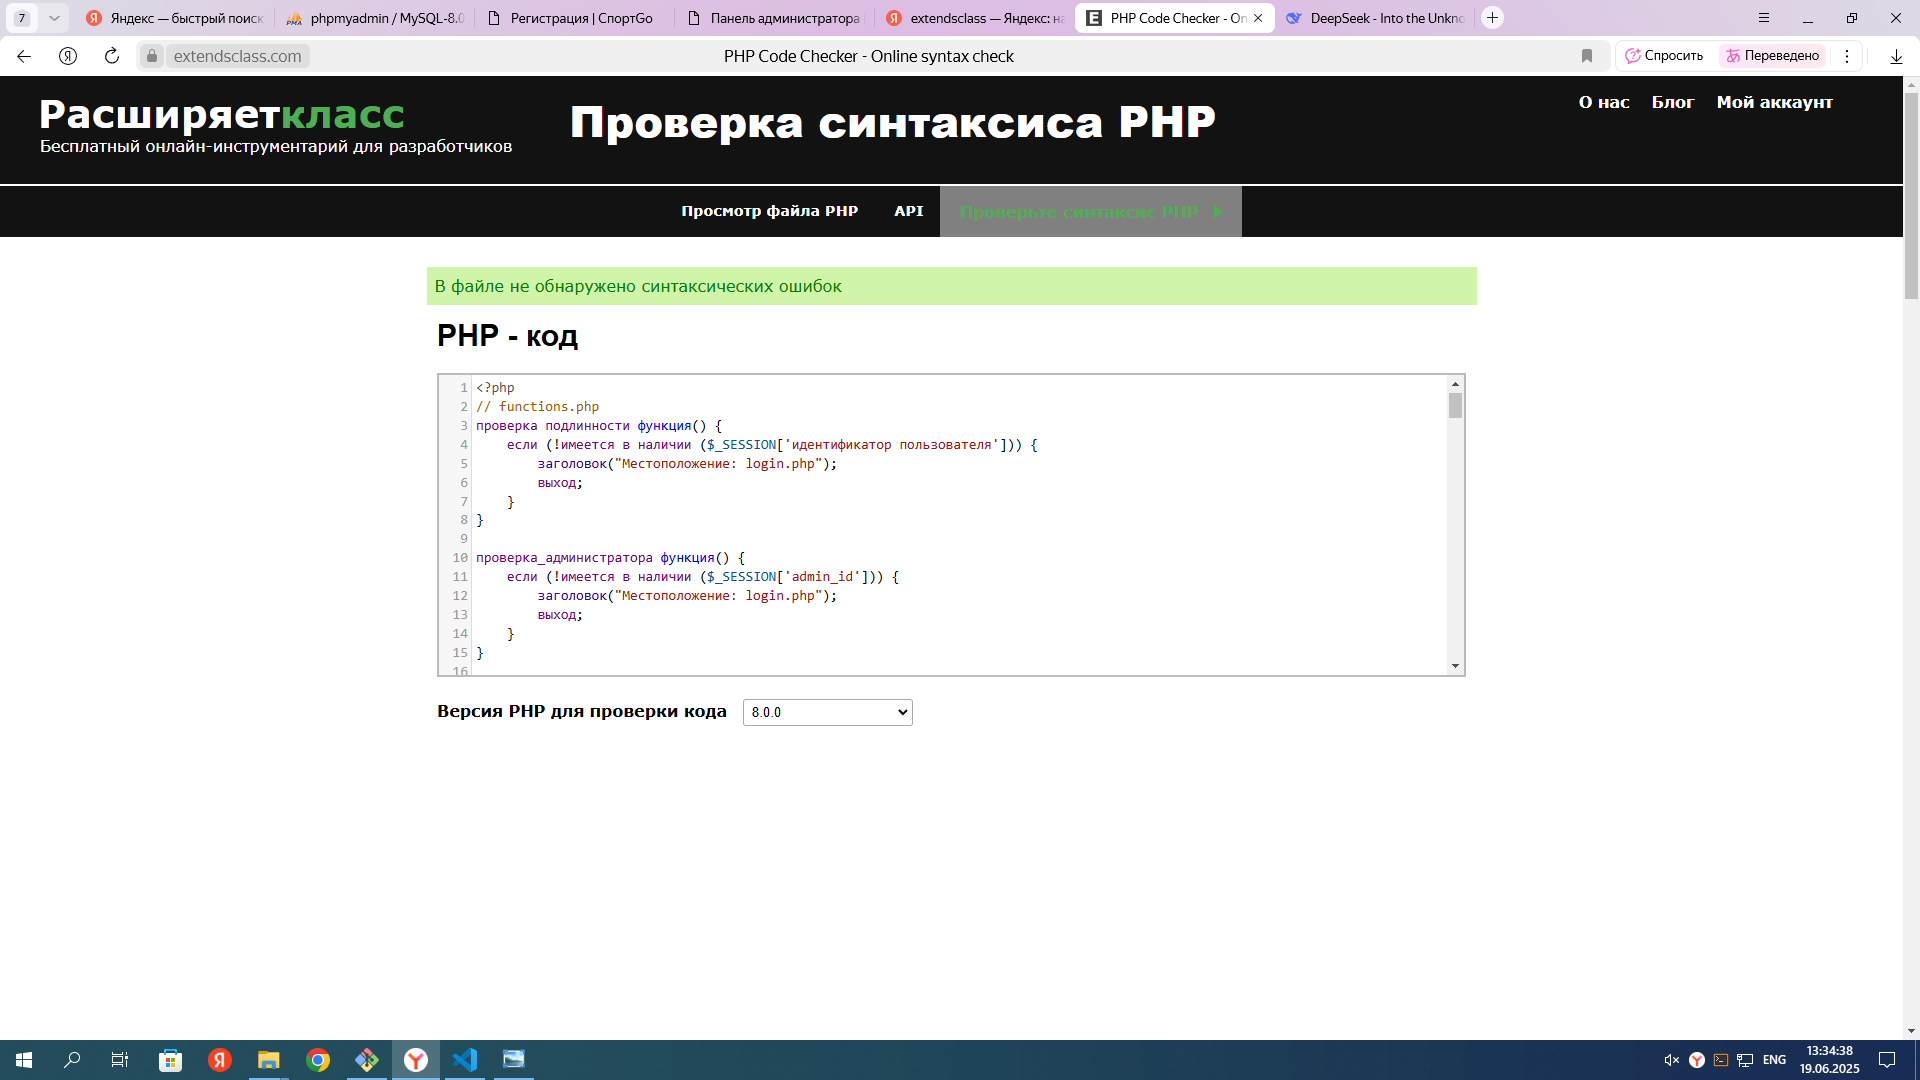 7
Яндекс — быстрый поиск
phpmyadmin / MySQL-8.0
Регистрация | СпортGo
Панель администратора
extendsclass — Яндекс: на
PHP Code Checker - On
DeepSeek - Into the Unkno
extendsclass.com
PHP Code Checker - Online syntax check
Спросить
Переведено
Расширяеткласс
Бесплатный онлайн-инструментарий для разработчиков
Проверка синтаксиса PHP
О нас
Блог
Мой аккаунт
Просмотр файла PHP
API
Проверьте синтаксис PHP
В файле не обнаружено синтаксических ошибок
PHP - код
1 <?php
2 // functions.php
3 проверка подлинности функция() {
4 если (!имеется в наличии ($_SESSION['идентификатор пользователя'])) {
5 заголовок("Местоположение: login.php");
6 выход;
7 }
8 }
9
10 проверка_администратора функция() {
11 если (!имеется в наличии ($_SESSION['admin_id'])) {
12 заголовок("Местоположение: login.php");
13 выход;
14 }
15 }
16
Версия PHP для проверки кода
8.0.0
ENG
13:34:38
19.06.2025